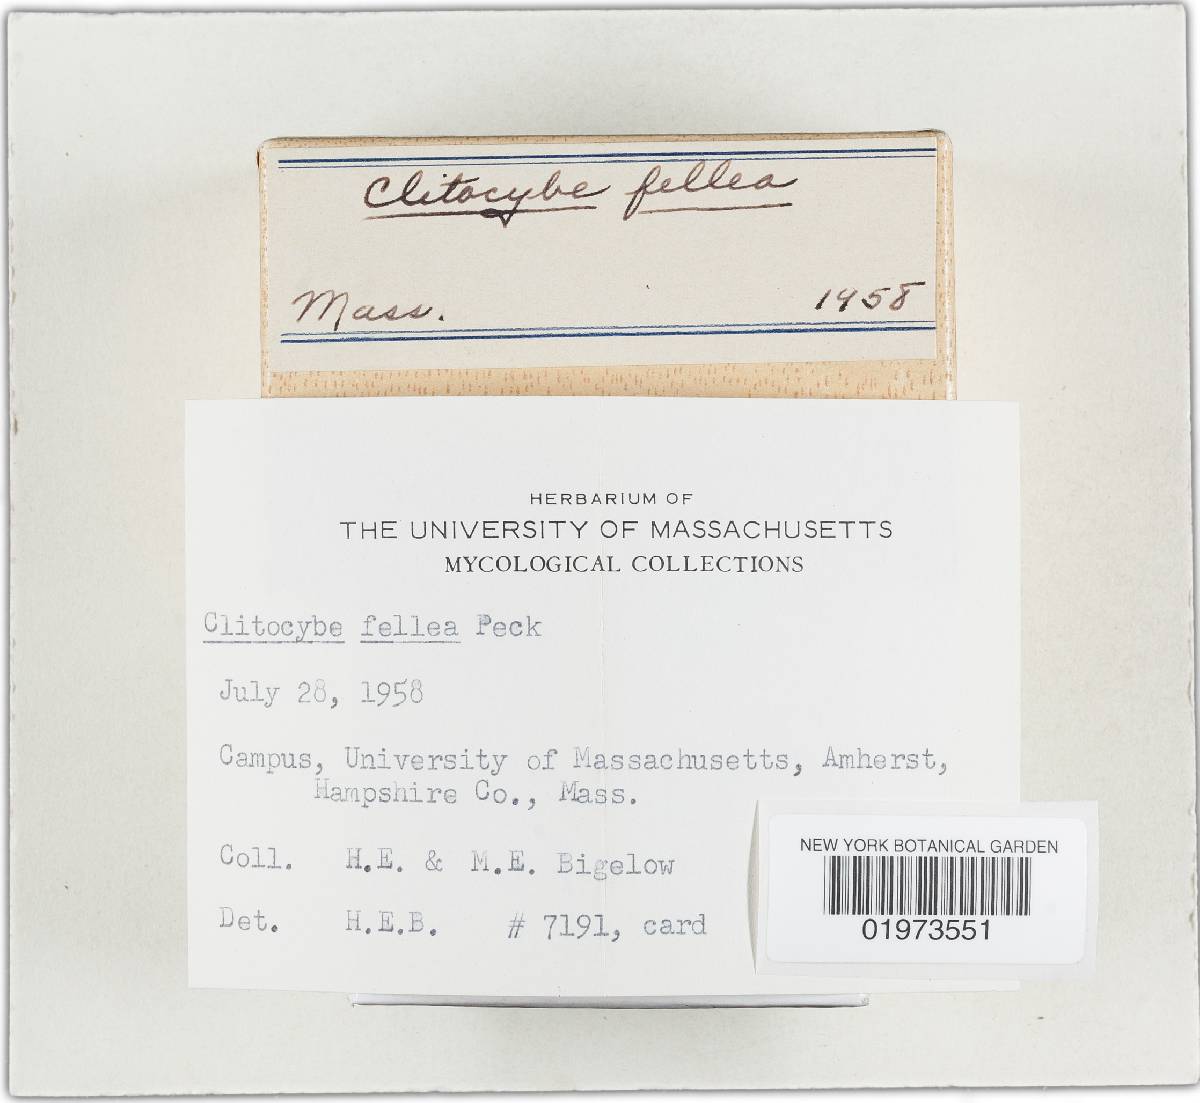 Clitocybe fellea
Mass. 1958
HERBARIUM OF
THE UNIVERSITY OF MASSACHUSETTS
MYCOLOGICAL COLLECTIONS
Clitocybe fellea Peck
July 28, 1958
Campus, University of Massachusetts, Amherst,
Hampshire Co., Mass.
Coll. H.E. & M.E. Bigelow
Det. H.E.B. # 7191, card
NEW YORK BOTANICAL GARDEN
01973551